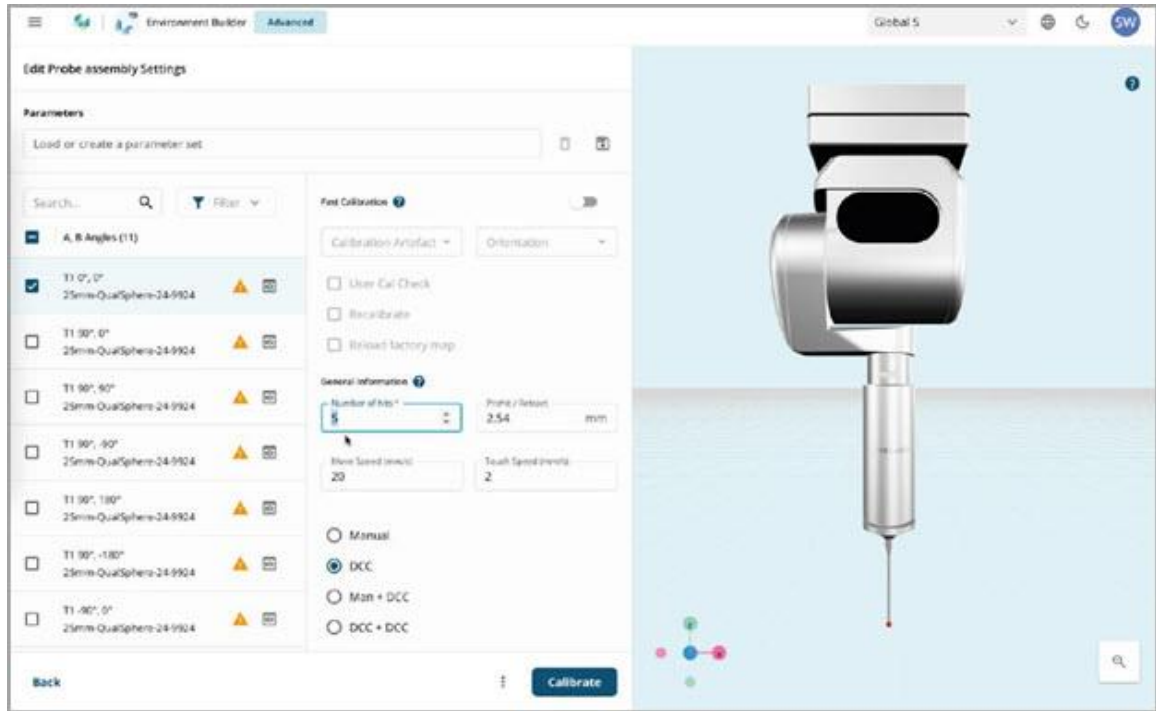 Environment Builder
Advanced
Global S
SW
Edit Probe assembly Settings
Parameters
Load or create a parameter set
Search...
Filter
A, B Angles (11)
T1 0°, 0°
25mm-QualSphere-24-9924
T1 90°, 0°
25mm-QualSphere-24-9924
T1 90°, 90°
25mm-QualSphere-24-9924
T1 90°, -90°
25mm-QualSphere-24-9924
T1 90°, 180°
25mm-QualSphere-24-9924
T1 90°, -180°
25mm-QualSphere-24-9924
T1 -90°, 0°
25mm-QualSphere-24-9924
Fast Calibration
Calibration Artefact
Orientation
User Cal Check
Recalibrate
Reload factory map
General Information
Number of hits *
5
Prehit / Retract
2.54 mm
Move Speed (mm/s)
20
Touch Speed (mm/s)
2
Manual
DCC
Man + DCC
DCC + DCC
Back
Calibrate